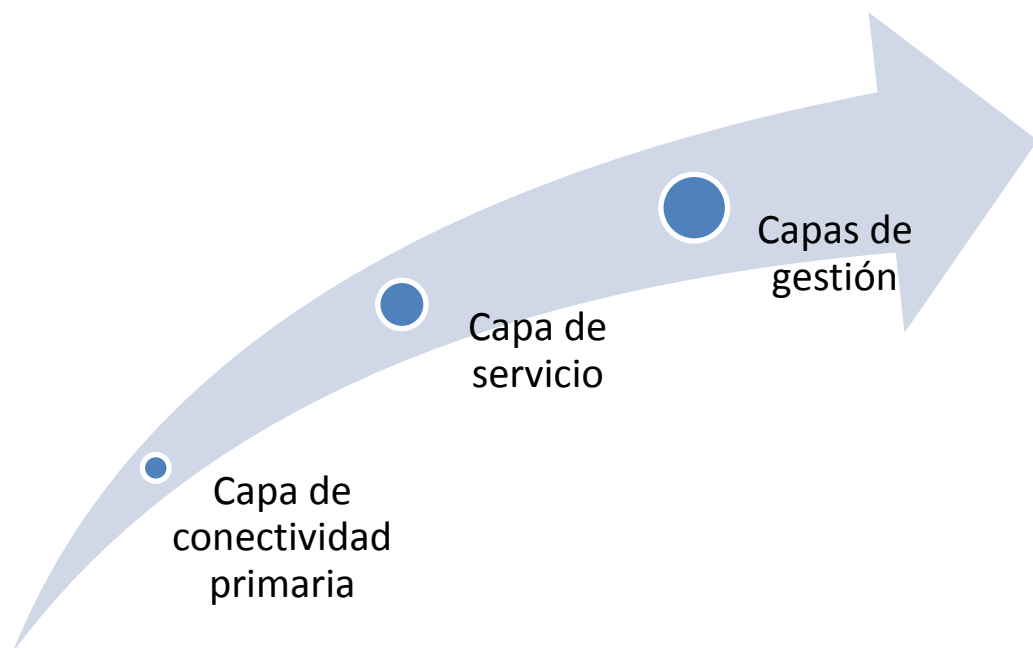 Capas de
gestión
Capa de
servicio
Capa de
conectividad
primaria